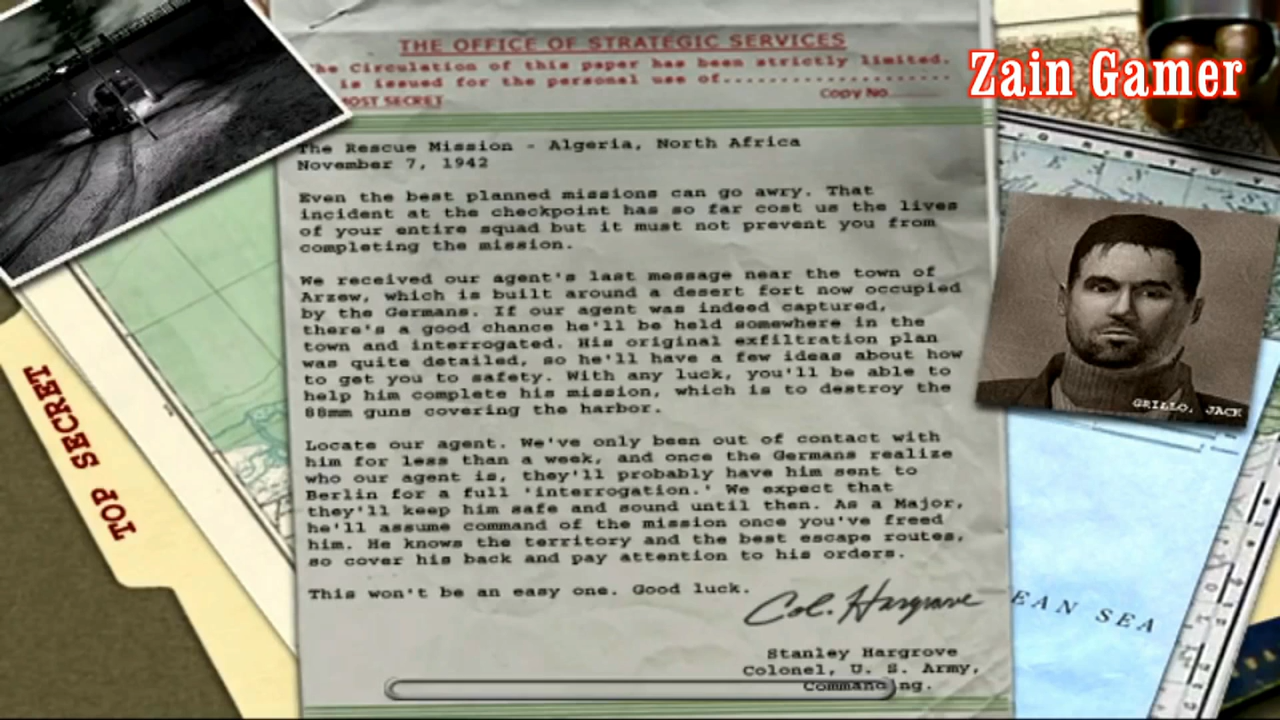 THE OFFICE OF STRATEGIC SERVICES
he Circulation of this paper has been strictly limited.
is issued for the personal use of
MOST SECRET
Copy No
Zain Gamer
The Rescue Mission - Algeria, North Africa
November 7, 1942
Even the best planned missions can go awry. That
incident at the checkpoint has so far cost us the lives
of your entire squad but it must not prevent you from
completing the mission.
We received our agent's last message near the town of
Arzew, which is built around a desert fort now occupied
by the Germans. If our agent was indeed captured,
there's a good chance he'll be held somewhere in the
town and interrogated. His original exfiltration plan
was quite detailed, so he'll have a few ideas about how
to get you to safety. With any luck, you'll be able to
help him complete his mission, which is to destroy the
88mm guns covering the harbor.
Locate our agent. We've only been out of contact with
him for less than a week, and once the Germans realize
who our agent is, they'll probably have him sent to
Berlin for a full 'interrogation.' We expect that
they'll keep him safe and sound until then. As a Major,
he'll assume command of the mission once you've freed
him. He knows the territory and the best escape routes,
so cover his back and pay attention to his orders.
This won't be an easy one. Good luck.
Col. Hargrove
Stanley Hargrove
Colonel, U. S. Army,
Commanding.
TOP SECRET
GRILLO, JACK
EAN SEA